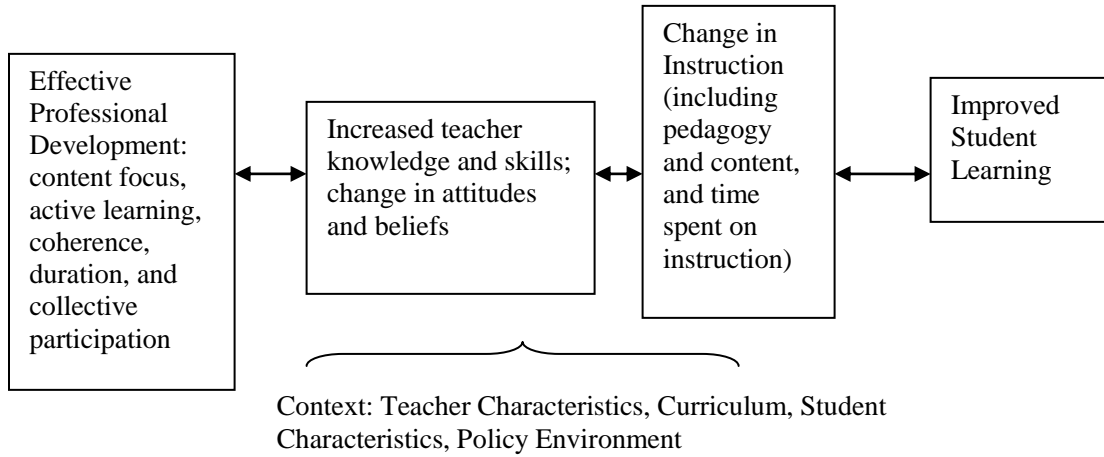 Effective
Professional
Development:
content focus,
active learning,
coherence,
duration, and
collective
participation
Increased teacher
knowledge and skills;
change in attitudes
and beliefs
Change in
Instruction
(including
pedagogy
and content,
and time
spent on
instruction)
Improved
Student
Learning
Context: Teacher Characteristics, Curriculum, Student
Characteristics, Policy Environment